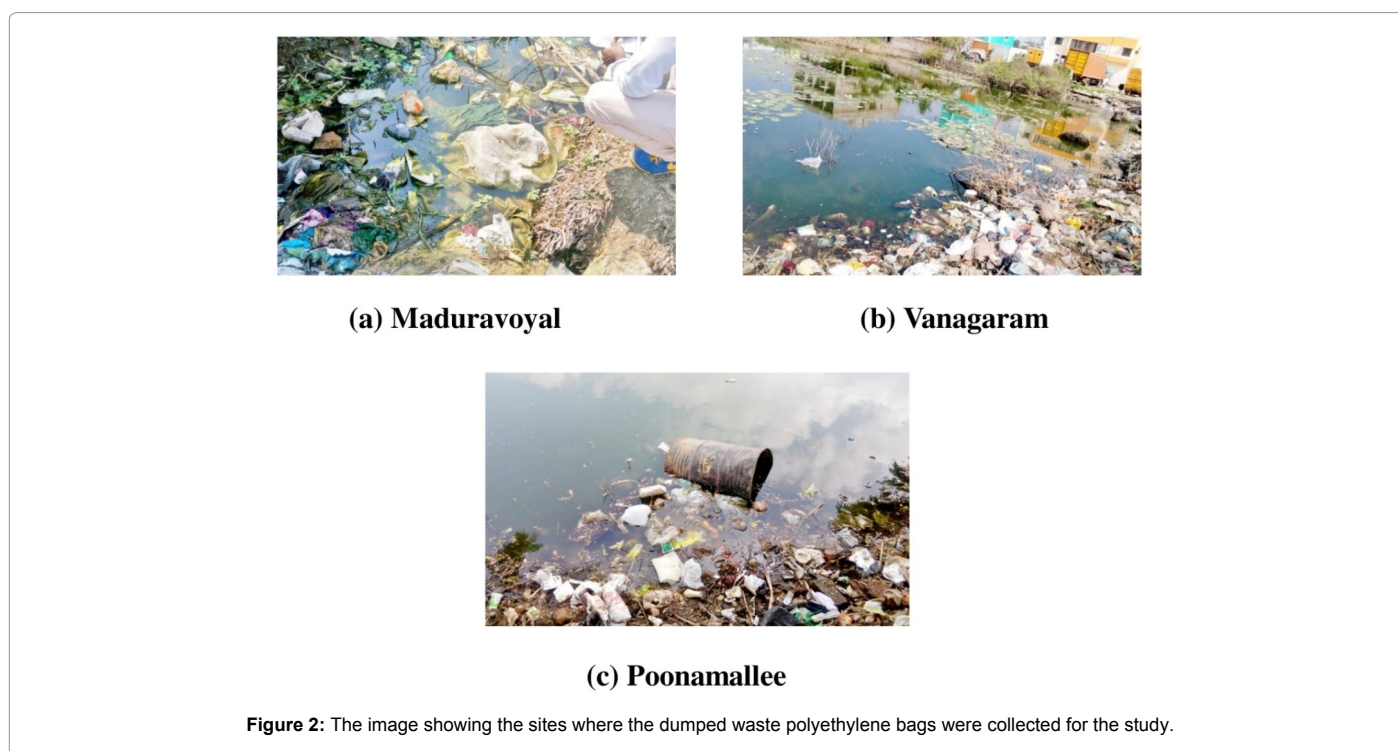 (a) Maduravoyal
(b) Vanagaram
(c) Poonamallee
Figure 2: The image showing the sites where the dumped waste polyethylene bags were collected for the study.